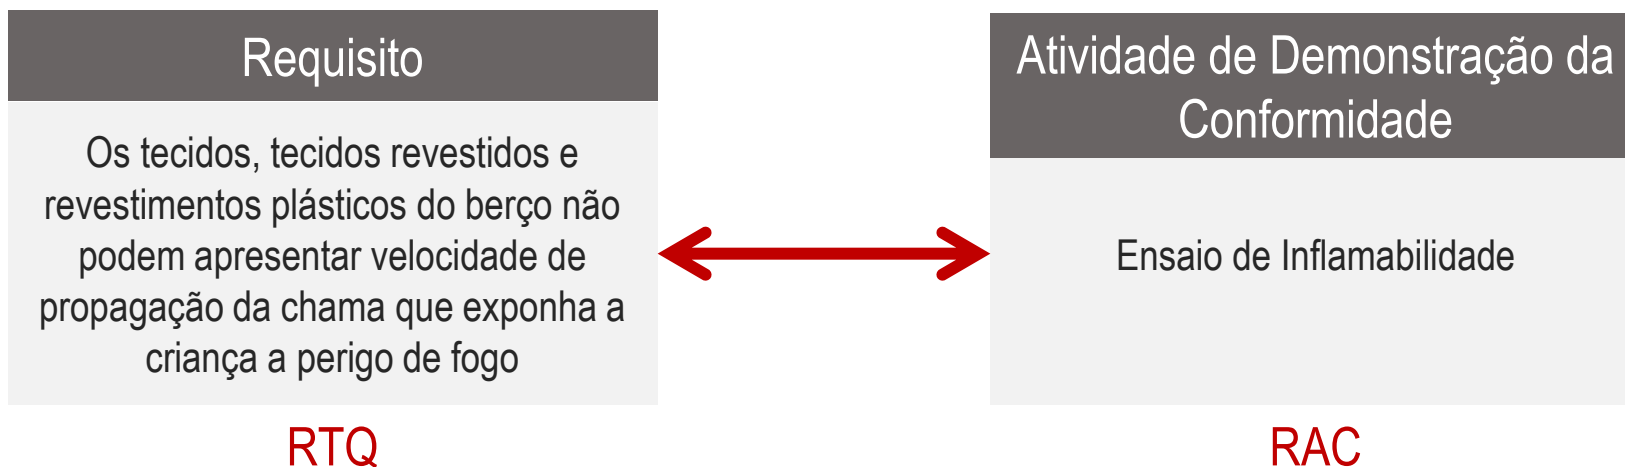 Requisito
Os tecidos, tecidos revestidos e
revestimentos plásticos do berço não
podem apresentar velocidade de
propagação da chama que exponha a
criança a perigo de fogo
RTQ
Atividade de Demonstração da
Conformidade
Ensaio de Inflamabilidade
RAC